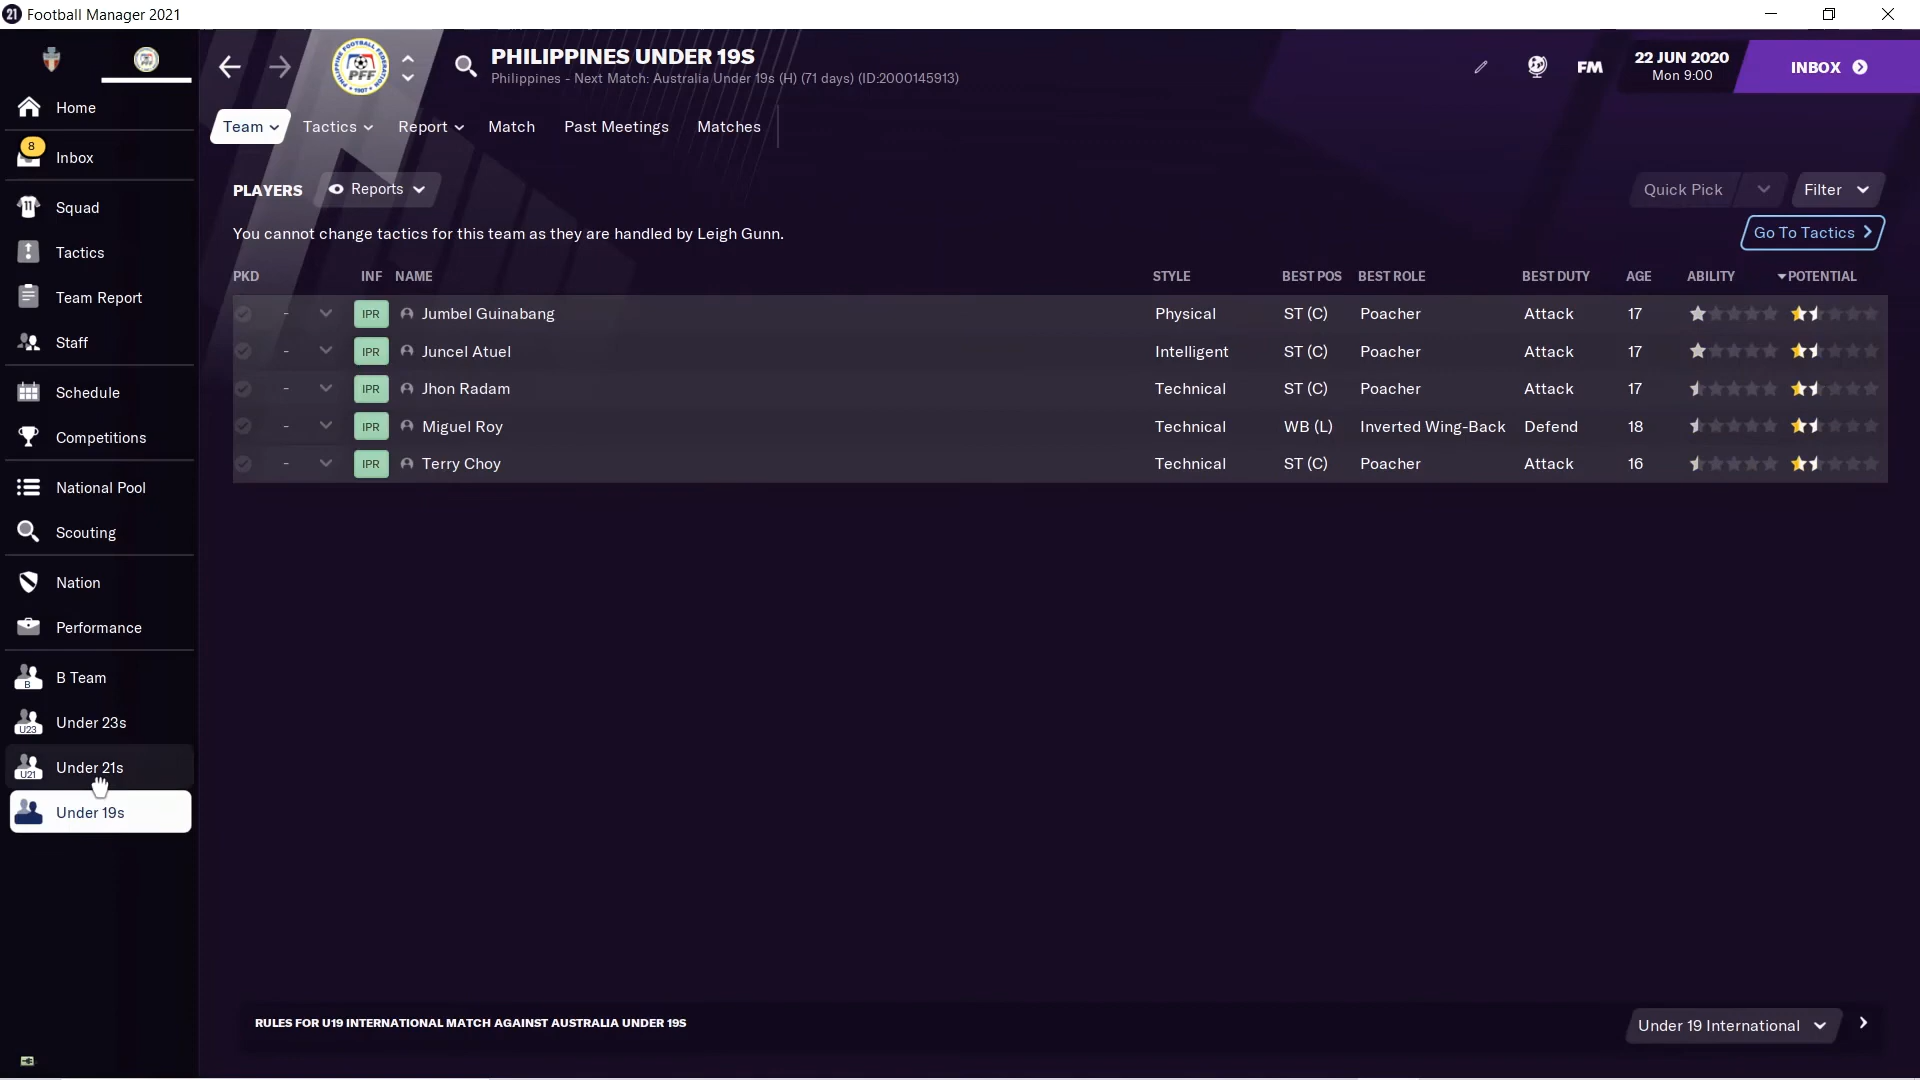 21 Football Manager 2021
PHILIPPINES UNDER 19S
Philippines - Next Match: Australia Under 19s (H) (71 days) (ID:2000145913)
FM
22 JUN 2020
Mon 9:00
INBOX
Home
8
Inbox
Squad
Tactics
Team Report
Staff
Schedule
Competitions
National Pool
Scouting
Nation
Performance
B
B Team
U23
Under 23s
U21
Under 21s
Under 19s
Team Tactics Report Match Past Meetings Matches
PLAYERS Reports
Quick Pick Filter
You cannot change tactics for this team as they are handled by Leigh Gunn.
Go To Tactics
PKD INF NAME STYLE BEST POS BEST ROLE BEST DUTY AGE ABILITY POTENTIAL
- IPR Jumbel Guinabang Physical ST (C) Poacher Attack 17
- IPR Juncel Atuel Intelligent ST (C) Poacher Attack 17
- IPR Jhon Radam Technical ST (C) Poacher Attack 17
- IPR Miguel Roy Technical WB (L) Inverted Wing-Back Defend 18
- IPR Terry Choy Technical ST (C) Poacher Attack 16
RULES FOR U19 INTERNATIONAL MATCH AGAINST AUSTRALIA UNDER 19S
Under 19 International